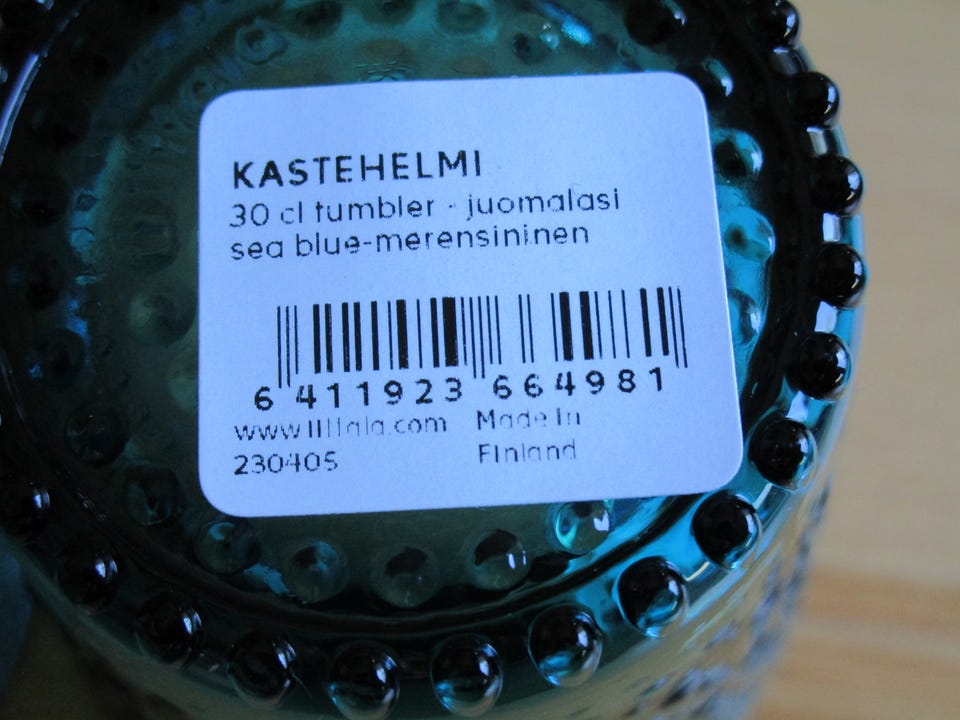 KASTEHELMI
30 cl tumbler - juomalasi
sea blue-merensininen
6 411923 664981
www.iittala.com Made in
230405 Finland